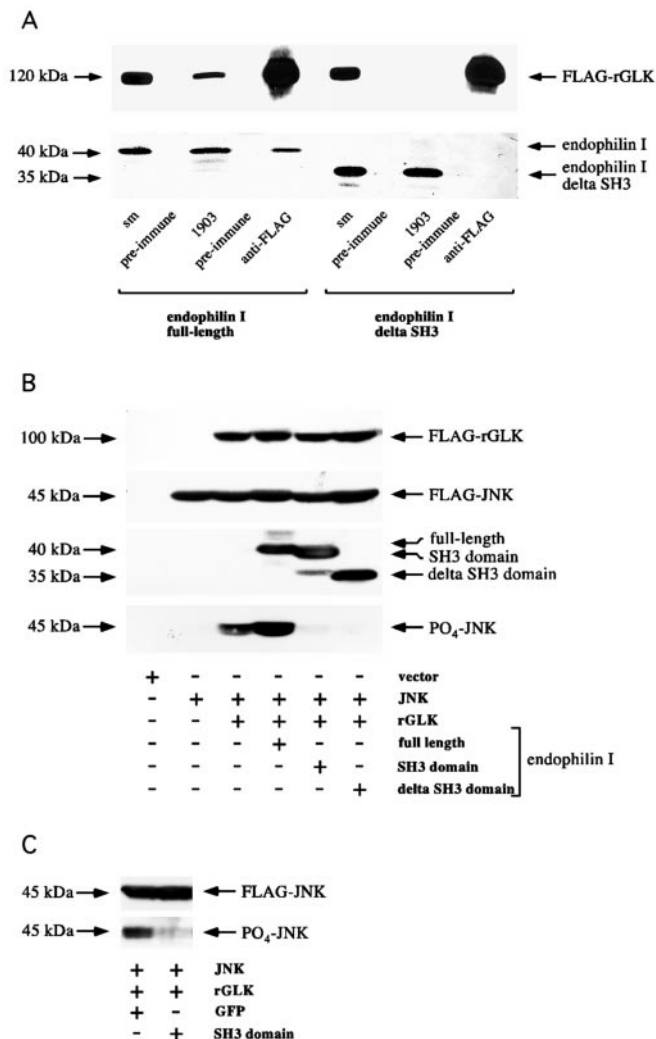 A
120 kDa
FLAG-rGLK
40 kDa
endophilin I
35 kDa
endophilin I
delta SH3
sm
pre-immune
1903
pre-immune
anti-FLAG
sm
pre-immune
1903
pre-immune
anti-FLAG
endophilin I
full-length
endophilin I
delta SH3
B
100 kDa
FLAG-rGLK
45 kDa
FLAG-JNK
full-length
40 kDa
SH3 domain
35 kDa
delta SH3 domain
45 kDa
PO₄-JNK
+ - - - - - vector
- + + + + + JNK
- - + + + + rGLK
- - - + - - full length
endophilin I
- - - - + - SH3 domain
- - - - - + delta SH3 domain
C
45 kDa
FLAG-JNK
45 kDa
PO₄-JNK
+ + JNK
+ + rGLK
+ - GFP
- + SH3 domain